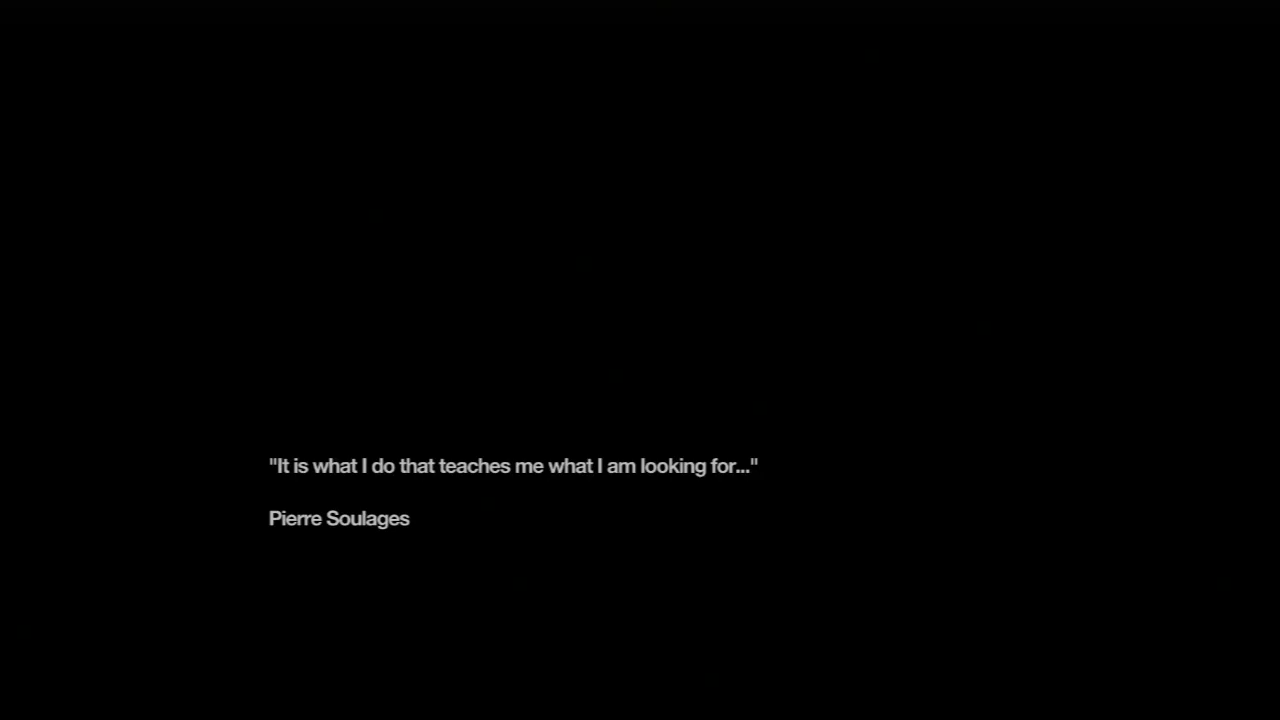 "It is what I do that teaches me what I am looking for..."
Pierre Soulages